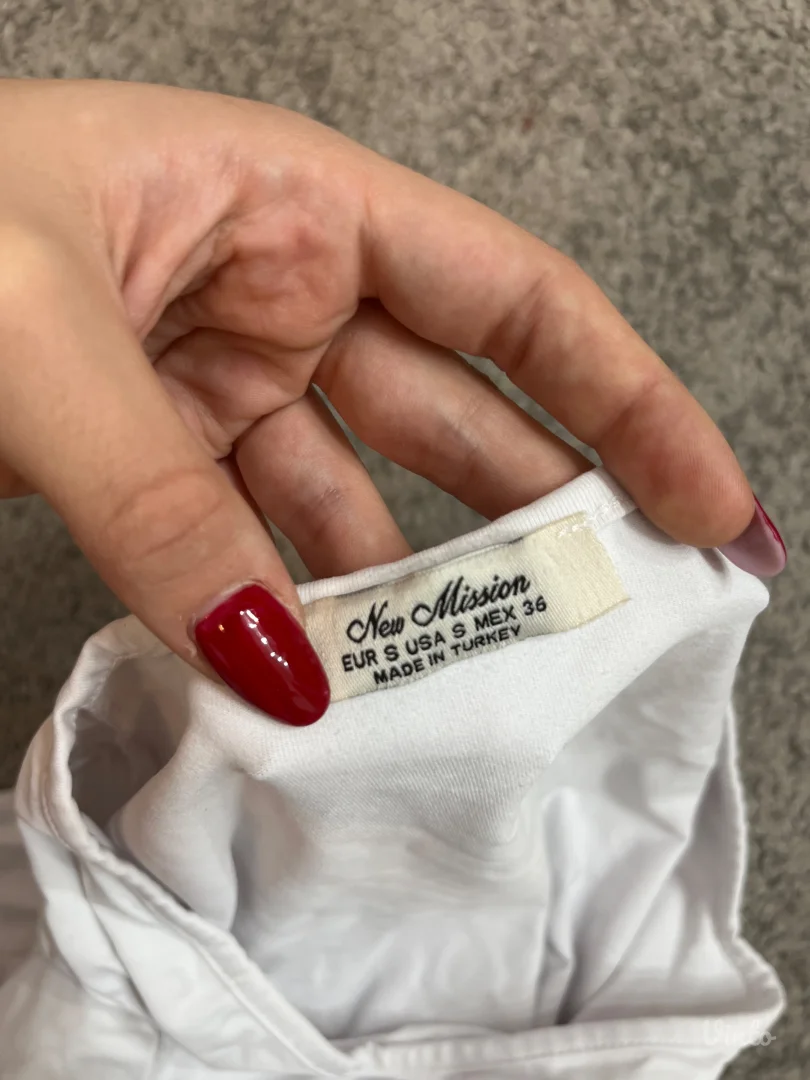 New Mission
EUR S USA S MEX 36
MADE IN TURKEY